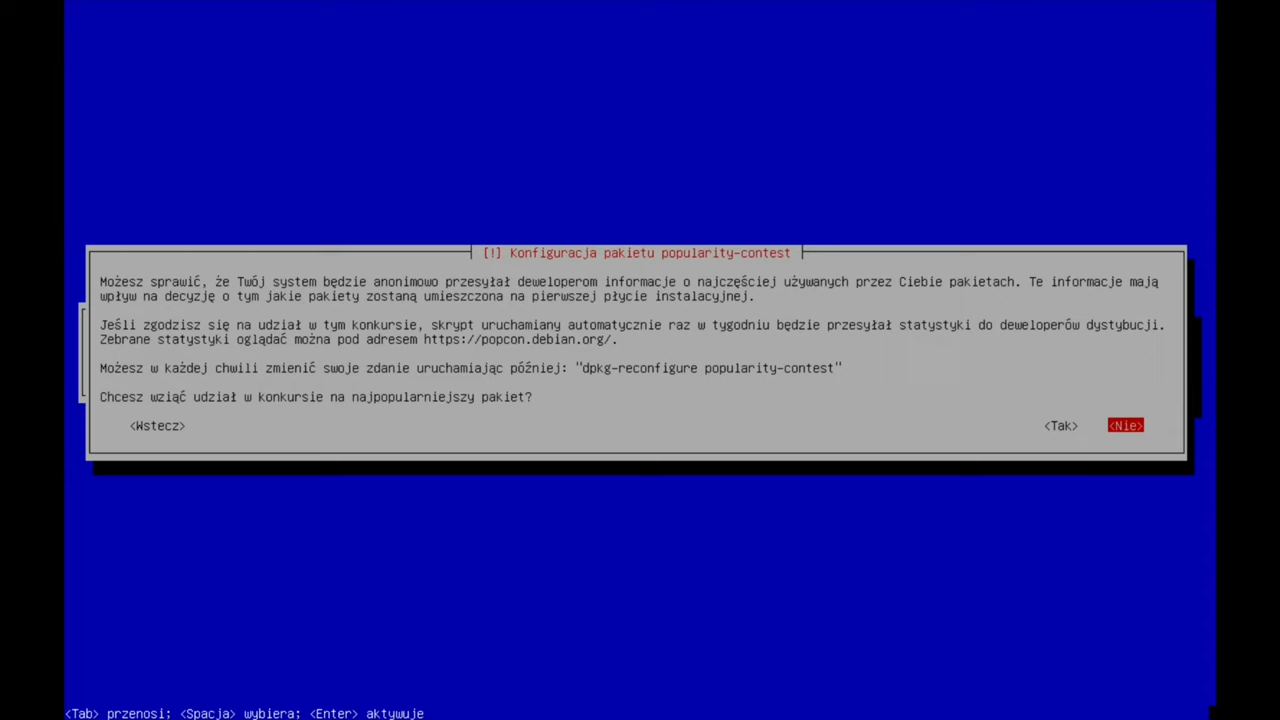 [!] Konfiguracja pakietu popularity-contest
Możesz sprawić, że Twój system będzie anonimowo przesyłał deweloperom informacje o najczęściej używanych przez Ciebie pakietach. Te informacje mają
wpływ na decyzję o tym jakie pakiety zostaną umieszczona na pierwszej płycie instalacyjnej.
Jeśli zgodzisz się na udział w tym konkursie, skrypt uruchamiany automatycznie raz w tygodniu będzie przesyłał statystyki do deweloperów dystybucji.
Zebrane statystyki oglądać można pod adresem https://popcon.debian.org/.
Możesz w każdej chwili zmienić swoje zdanie uruchamiając później: "dpkg-reconfigure popularity-contest"
Chcesz wziąć udział w konkursie na najpopularniejszy pakiet?
<Wstecz> <Tak> <Nie>
<Tab> przenosi; <Spacja> wybiera; <Enter> aktywuje